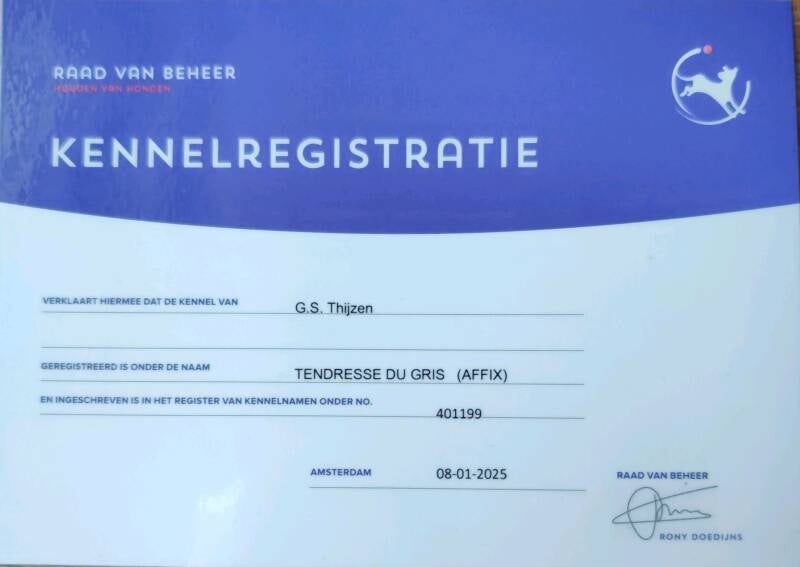 RAAD VAN BEHEER
HOUDEN VAN HONDEN
KENNELREGISTRATIE
VERKLAART HIERMEE DAT DE KENNEL VAN G.S. Thijzen
GEREGISTREERD IS ONDER DE NAAM TENDRESSE DU GRIS (AFFIX)
EN INGESCHREVEN IS IN HET REGISTER VAN KENNELNAMEN ONDER NO. 401199
AMSTERDAM 08-01-2025 RAAD VAN BEHEER
RONY DOEDIJNS